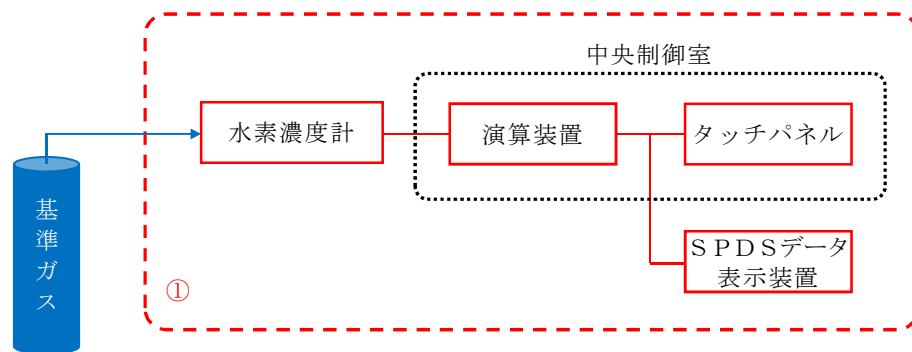 中央制御室
水素濃度計
演算装置
タッチパネル
基準ガス
ＳＰＤＳデータ
表示装置
①